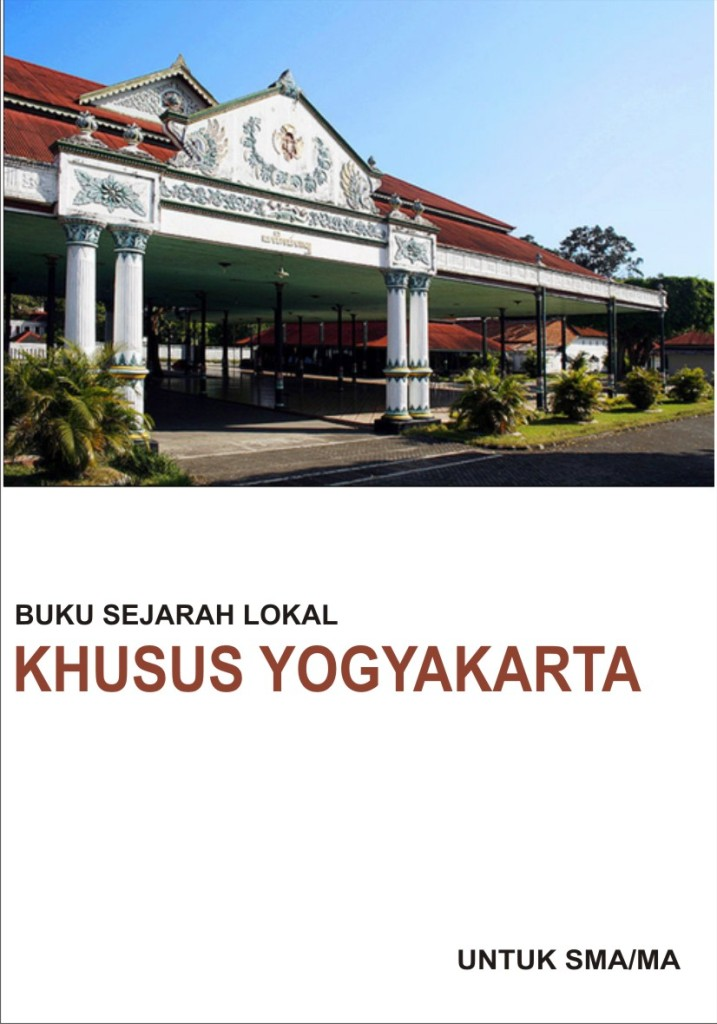 BUKU SEJARAH LOKAL
KHUSUS YOGYAKARTA
UNTUK SMA/MA